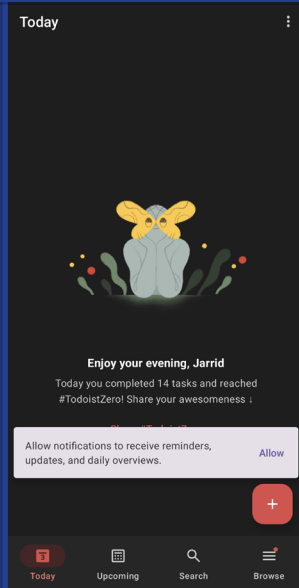 Today
Enjoy your evening, Jarrid
Today you completed 14 tasks and reached
#TodoistZero! Share your awesomeness ↓
Allow notifications to receive reminders,
updates, and daily overviews.
Allow
Today
Upcoming
Search
Browse